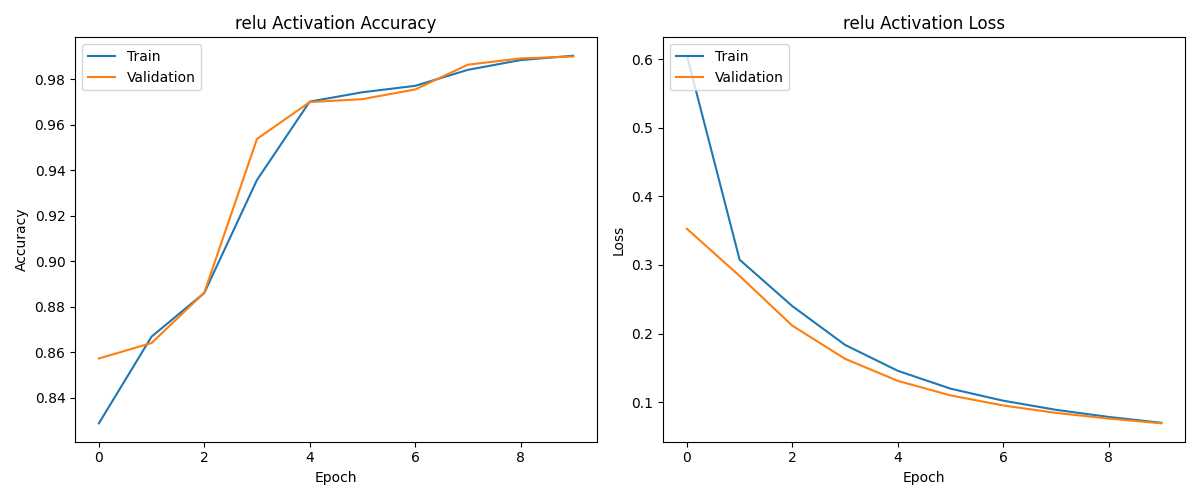 relu Activation Accuracy
Train
Validation
0.98
0.96
0.94
0.92
0.90
0.88
0.86
0.84
Accuracy
0 2 4 6 8
Epoch
relu Activation Loss
Train
Validation
0.6
0.5
0.4
0.3
0.2
0.1
Loss
0 2 4 6 8
Epoch